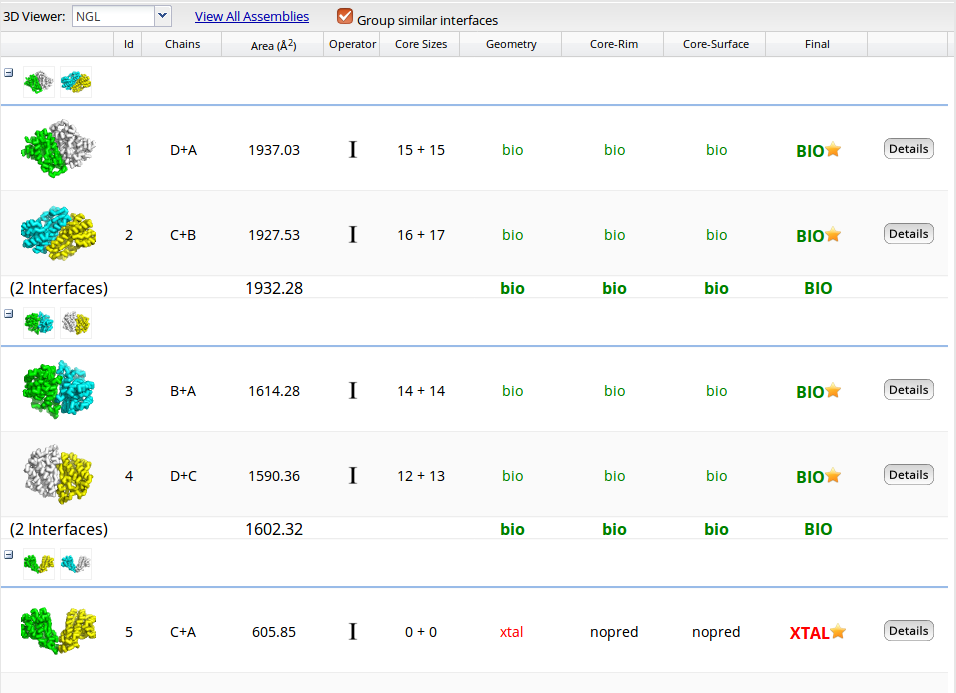 3D Viewer: NGL View All Assemblies Group similar interfaces
Id Chains Area (Å²) Operator Core Sizes Geometry Core-Rim Core-Surface Final
1 D+A 1937.03 I 15 + 15 bio bio bio BIO Details
2 C+B 1927.53 I 16 + 17 bio bio bio BIO Details
(2 Interfaces) 1932.28 bio bio bio BIO
3 B+A 1614.28 I 14 + 14 bio bio bio BIO Details
4 D+C 1590.36 I 12 + 13 bio bio bio BIO Details
(2 Interfaces) 1602.32 bio bio bio BIO
5 C+A 605.85 I 0 + 0 xtal nopred nopred XTAL Details